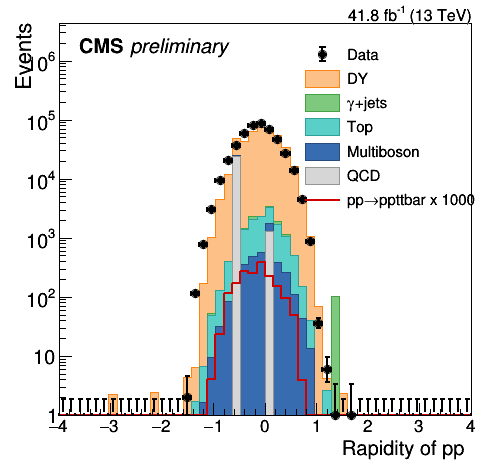 41.8 fb⁻¹ (13 TeV)
CMS preliminary
Events
Data
DY
γ+jets
Top
Multiboson
QCD
pp→ppttbar x 1000
10⁶
10⁵
10⁴
10³
10²
10
1
−4 −3 −2 −1 0 1 2 3 4
Rapidity of pp